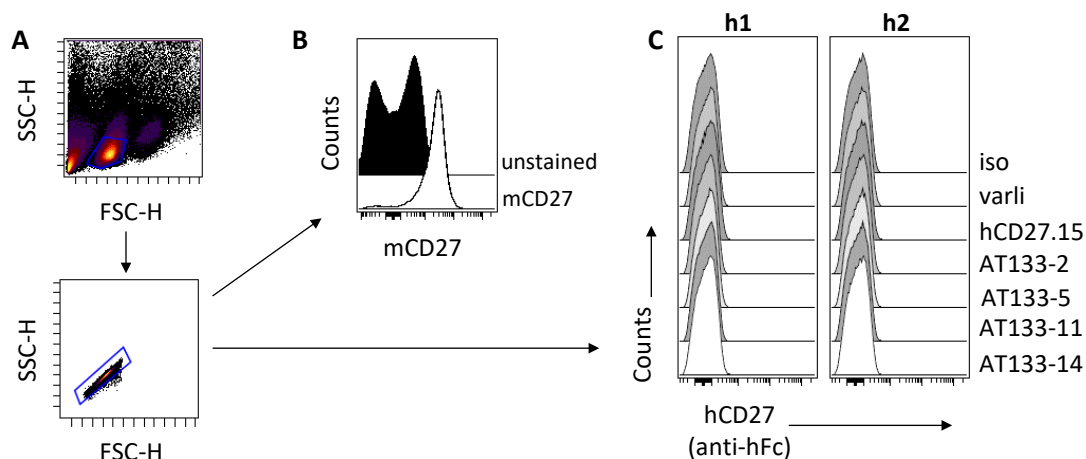 A
SSC-H
FSC-H
SSC-H
FSC-H
B
Counts
unstained
mCD27
mCD27
C
h1
h2
Counts
iso
varli
hCD27.15
AT133-2
AT133-5
AT133-11
AT133-14
hCD27
(anti-hFc)